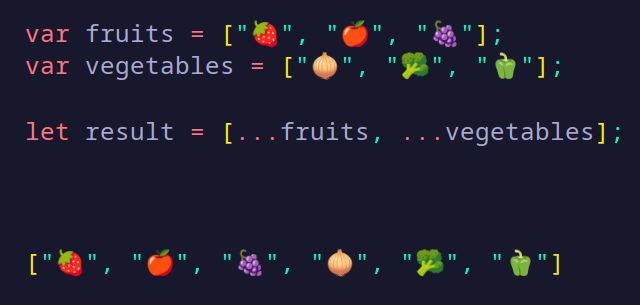 var fruits = ["🍓", "🍎", "🍇"];
var vegetables = ["🧅", "🥦", "🫑"];
let result = [...fruits, ...vegetables];
["🍓", "🍎", "🍇", "🧅", "🥦", "🫑"]